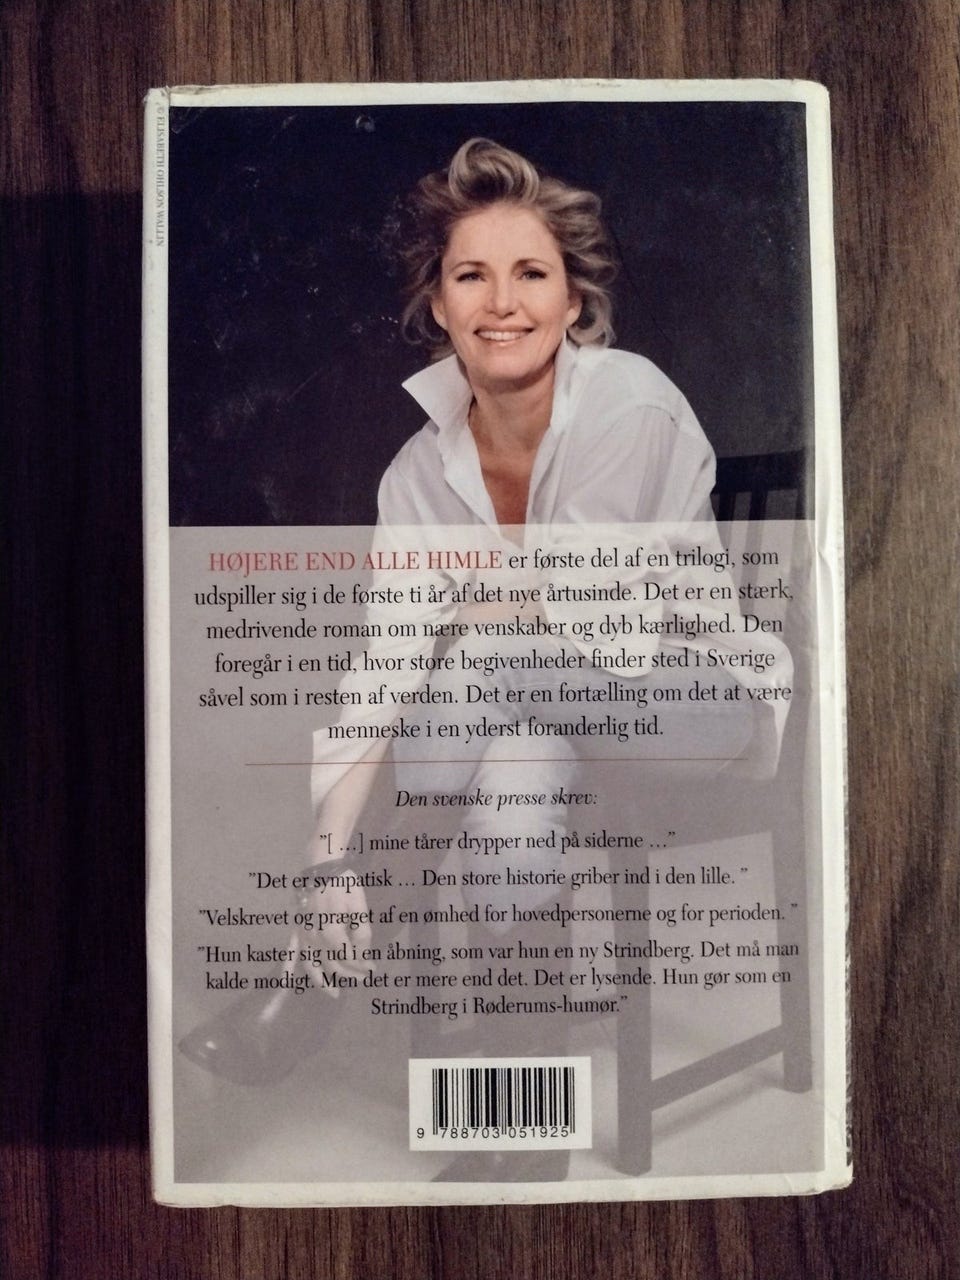 © ELISABETH OHLSON WALLIN
HØJERE END ALLE HIMLE er første del af en trilogi, som
udspiller sig i de første ti år af det nye årtusinde. Det er en stærk,
medrivende roman om nære venskaber og dyb kærlighed. Den
foregår i en tid, hvor store begivenheder finder sted i Sverige
såvel som i resten af verden. Det er en fortælling om det at være
menneske i en yderst foranderlig tid.
Den svenske presse skrev:
"[ …] mine tårer drypper ned på siderne …"
"Det er sympatisk … Den store historie griber ind i den lille. "
"Velskrevet og præget af en ømhed for hovedpersonerne og for perioden. "
"Hun kaster sig ud i en åbning, som var hun en ny Strindberg. Det må man
kalde modigt. Men det er mere end det. Det er lysende. Hun gør som en
Strindberg i Røderums-humør."
9 788703 051925